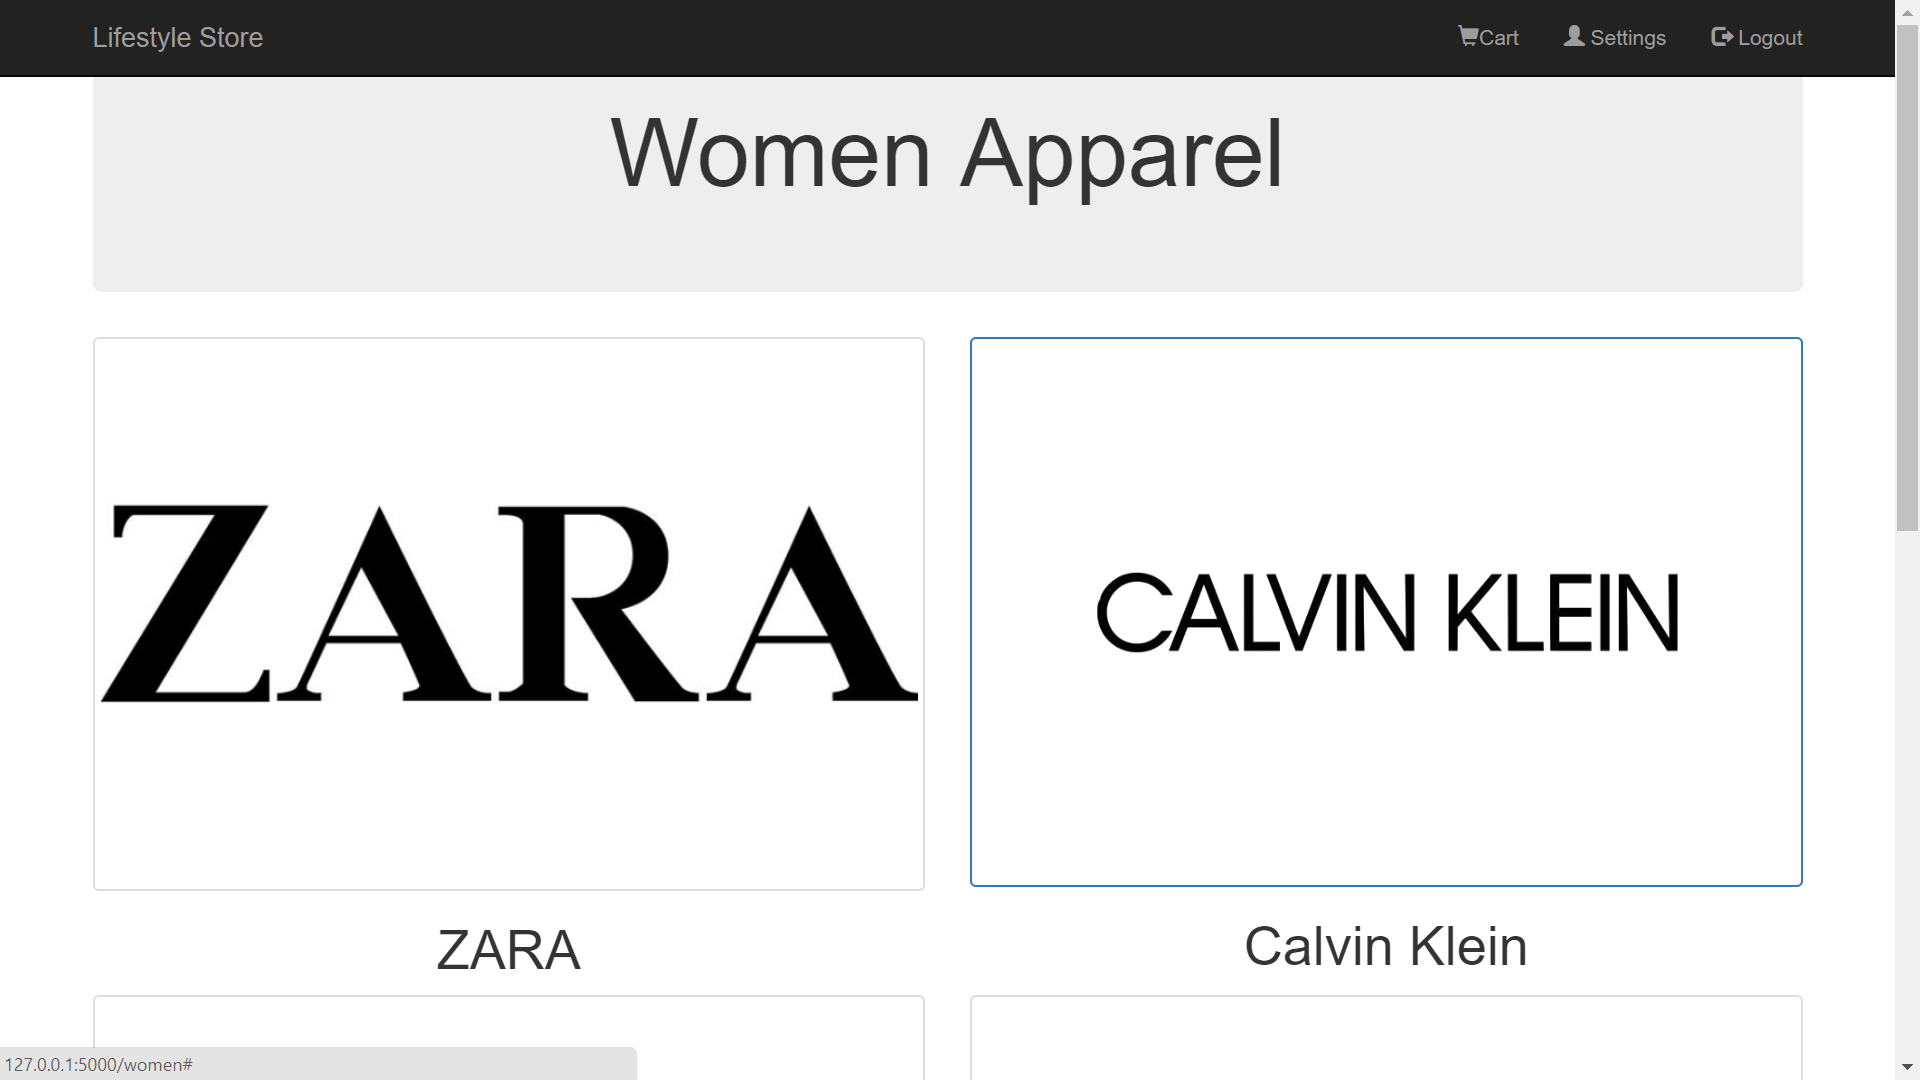 Lifestyle Store
Cart Settings Logout
Women Apparel
ZARA
CALVIN KLEIN
ZARA
Calvin Klein
127.0.0.1:5000/women#